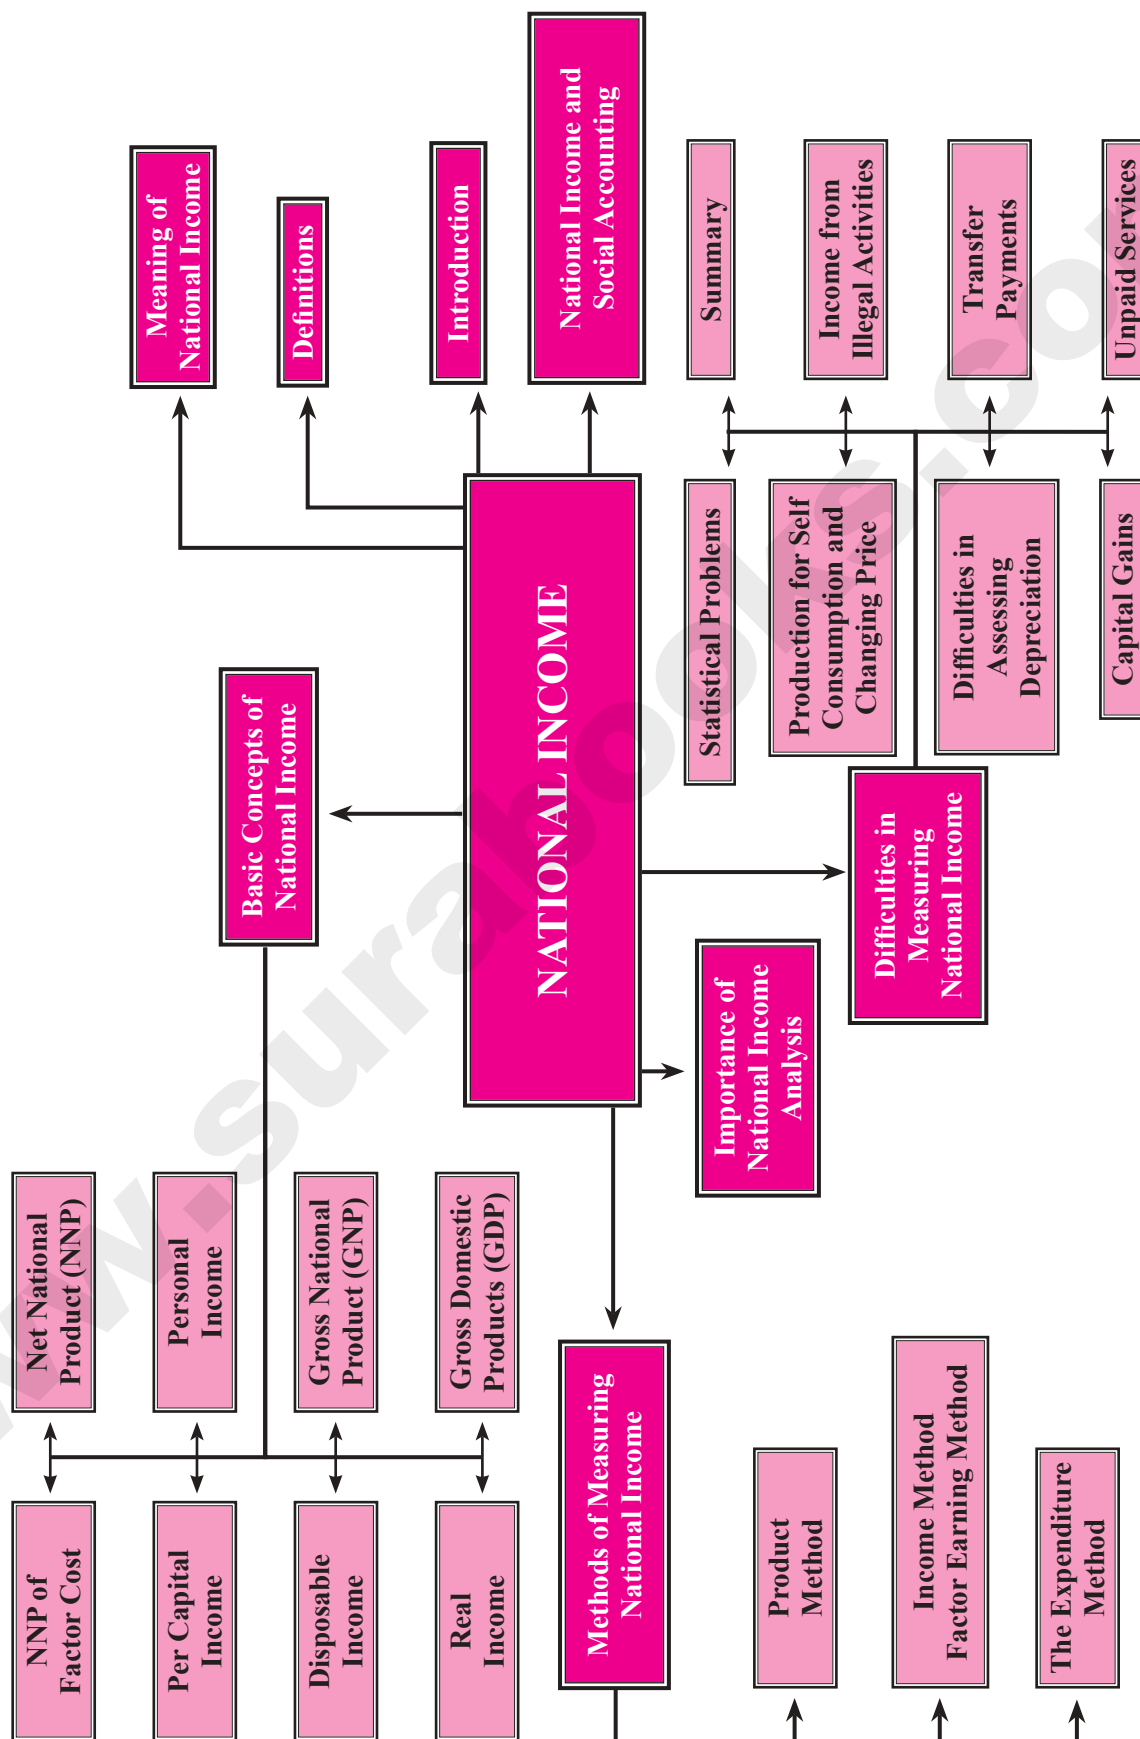 Meaning of
National Income
Definitions
Introduction
National Income and
Social Accounting
NATIONAL INCOME
Basic Concepts of
National Income
Net National
Product (NNP)
Personal
Income
Gross National
Product (GNP)
Gross Domestic
Products (GDP)
NNP of
Factor Cost
Per Capital
Income
Disposable
Income
Real
Income
Methods of Measuring
National Income
Product
Method
Income Method
Factor Earning Method
The Expenditure
Method
Importance of
National Income
Analysis
Difficulties in
Measuring
National Income
Statistical Problems
Production for Self
Consumption and
Changing Price
Difficulties in
Assessing
Depreciation
Capital Gains
Summary
Income from
Illegal Activities
Transfer
Payments
Unpaid Services
www.surabooks.com